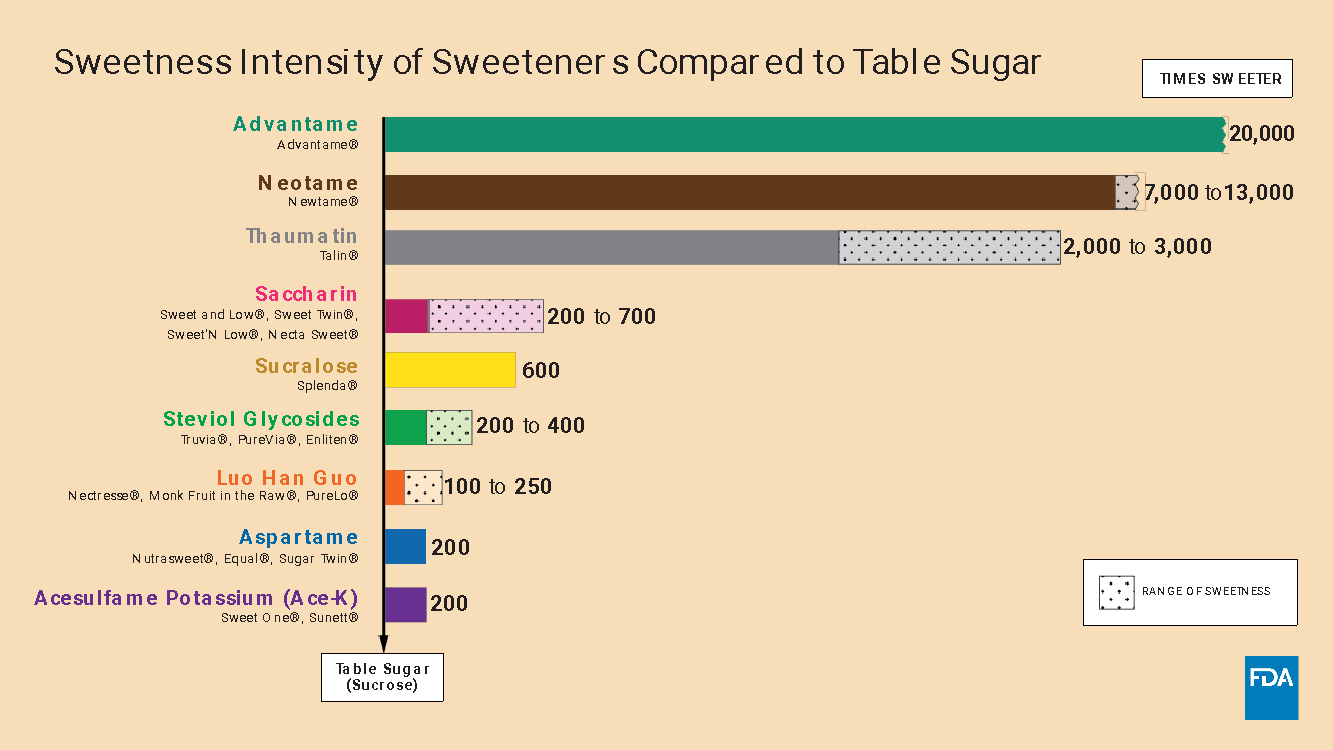 Sweetness Intensity of Sweeteners Compared to Table Sugar
TIMES SWEETER
Advantame
Advantame®
20,000
Neotame
Newtame®
7,000 to 13,000
Thaumatin
Talin®
2,000 to 3,000
Saccharin
Sweet and Low®, Sweet Twin®,
Sweet'N Low®, Necta Sweet®
200 to 700
Sucralose
Splenda®
600
Steviol Glycosides
Truvia®, PureVia®, Enliten®
200 to 400
Luo Han Guo
Nectresse®, Monk Fruit in the Raw®, PureLo®
100 to 250
Aspartame
Nutrasweet®, Equal®, Sugar Twin®
200
Acesulfame Potassium (Ace-K)
Sweet One®, Sunett®
200
Table Sugar
(Sucrose)
RANGE OF SWEETNESS
FDA